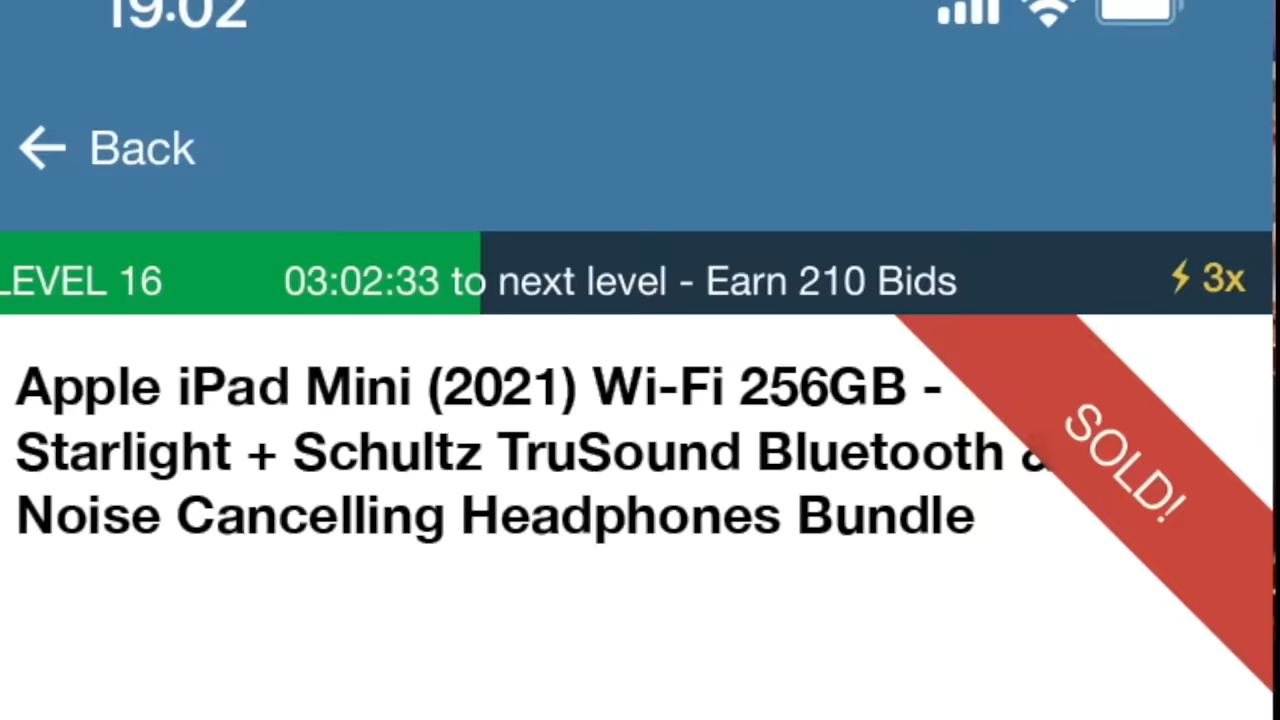 19:02
Back
LEVEL 16 03:02:33 to next level - Earn 210 Bids 3x
Apple iPad Mini (2021) Wi-Fi 256GB -
Starlight + Schultz TruSound Bluetooth &
Noise Cancelling Headphones Bundle
SOLD!